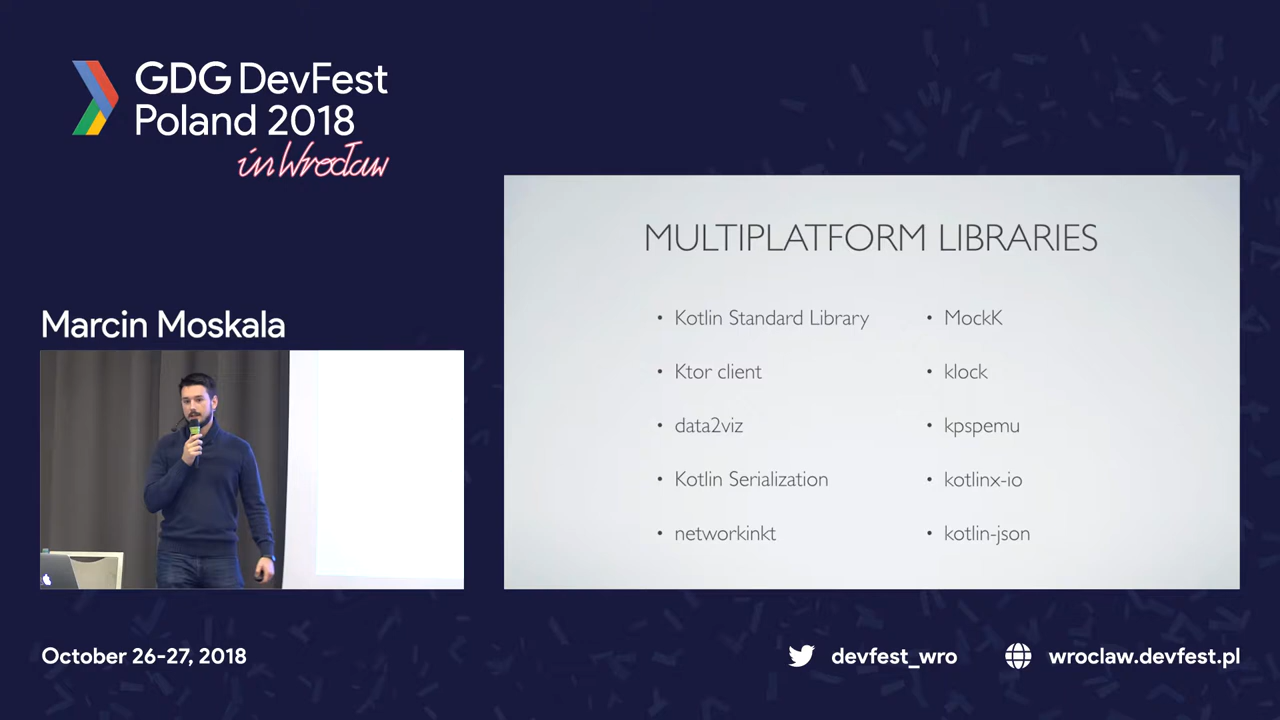 GDG DevFest
Poland 2018
in Wrocław
Marcin Moskala
MULTIPLATFORM LIBRARIES
• Kotlin Standard Library
• Ktor client
• data2viz
• Kotlin Serialization
• networkinkt
• MockK
• klock
• kpspemu
• kotlinx-io
• kotlin-json
October 26-27, 2018
devfest_wro
wroclaw.devfest.pl